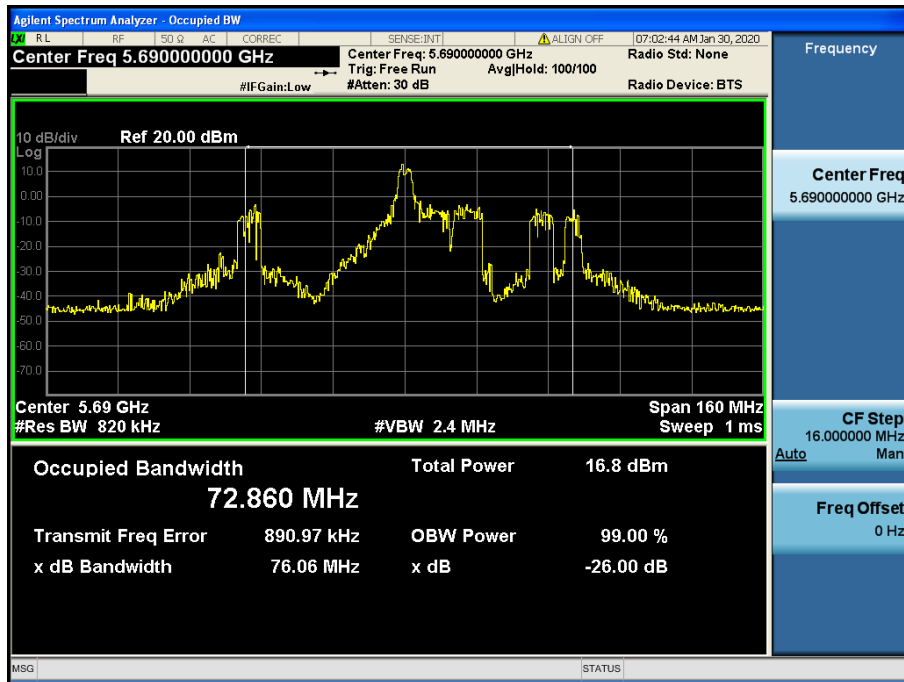 Agilent Spectrum Analyzer - Occupied BW
LXI RL RF 50 Ω AC CORREC SENSE:INT ALIGN OFF 07:02:44 AM Jan 30, 2020
Center Freq 5.690000000 GHz
Center Freq: 5.690000000 GHz Radio Std: None
Trig: Free Run Avg|Hold: 100/100
#IFGain:Low #Atten: 30 dB Radio Device: BTS
10 dB/div Ref 20.00 dBm
Log
10.0
0.00
-10.0
-20.0
-30.0
-40.0
-50.0
-60.0
-70.0
Center 5.69 GHz Span 160 MHz
#Res BW 820 kHz #VBW 2.4 MHz Sweep 1 ms
Occupied Bandwidth Total Power 16.8 dBm
72.860 MHz
Transmit Freq Error 890.97 kHz OBW Power 99.00 %
x dB Bandwidth 76.06 MHz x dB -26.00 dB
MSG STATUS
Frequency
Center Freq
5.690000000 GHz
CF Step
16.000000 MHz
Auto Man
Freq Offset
0 Hz